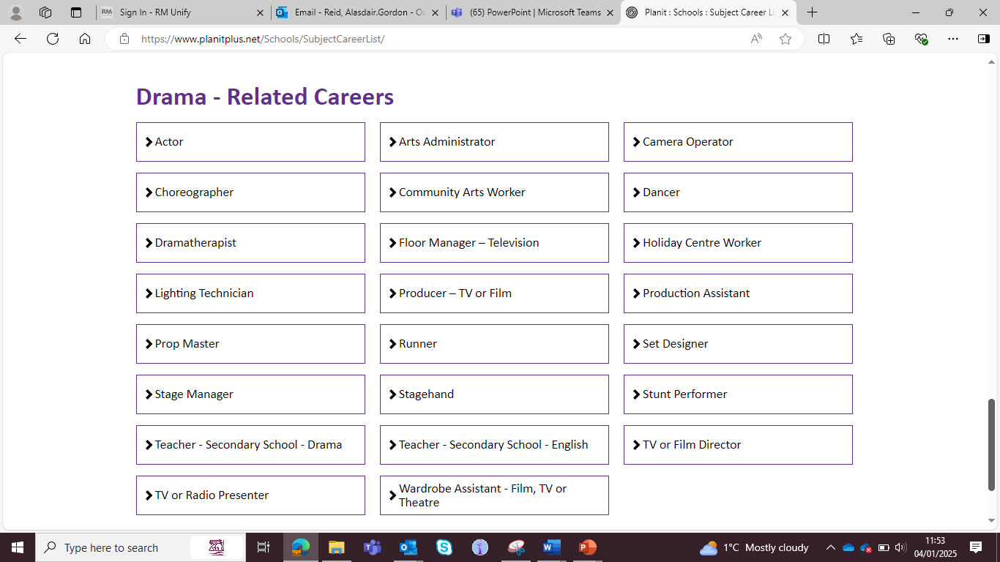 RM Sign In - RM Unify
Email - Reid, Alasdair.Gordon - Ou
(65) PowerPoint | Microsoft Teams
Planit : Schools : Subject Career Li
https://www.planitplus.net/Schools/SubjectCareerList/
Drama - Related Careers
Actor
Arts Administrator
Camera Operator
Choreographer
Community Arts Worker
Dancer
Dramatherapist
Floor Manager – Television
Holiday Centre Worker
Lighting Technician
Producer – TV or Film
Production Assistant
Prop Master
Runner
Set Designer
Stage Manager
Stagehand
Stunt Performer
Teacher - Secondary School - Drama
Teacher - Secondary School - English
TV or Film Director
TV or Radio Presenter
Wardrobe Assistant - Film, TV or
Theatre
Type here to search
1°C Mostly cloudy
11:53
04/01/2025